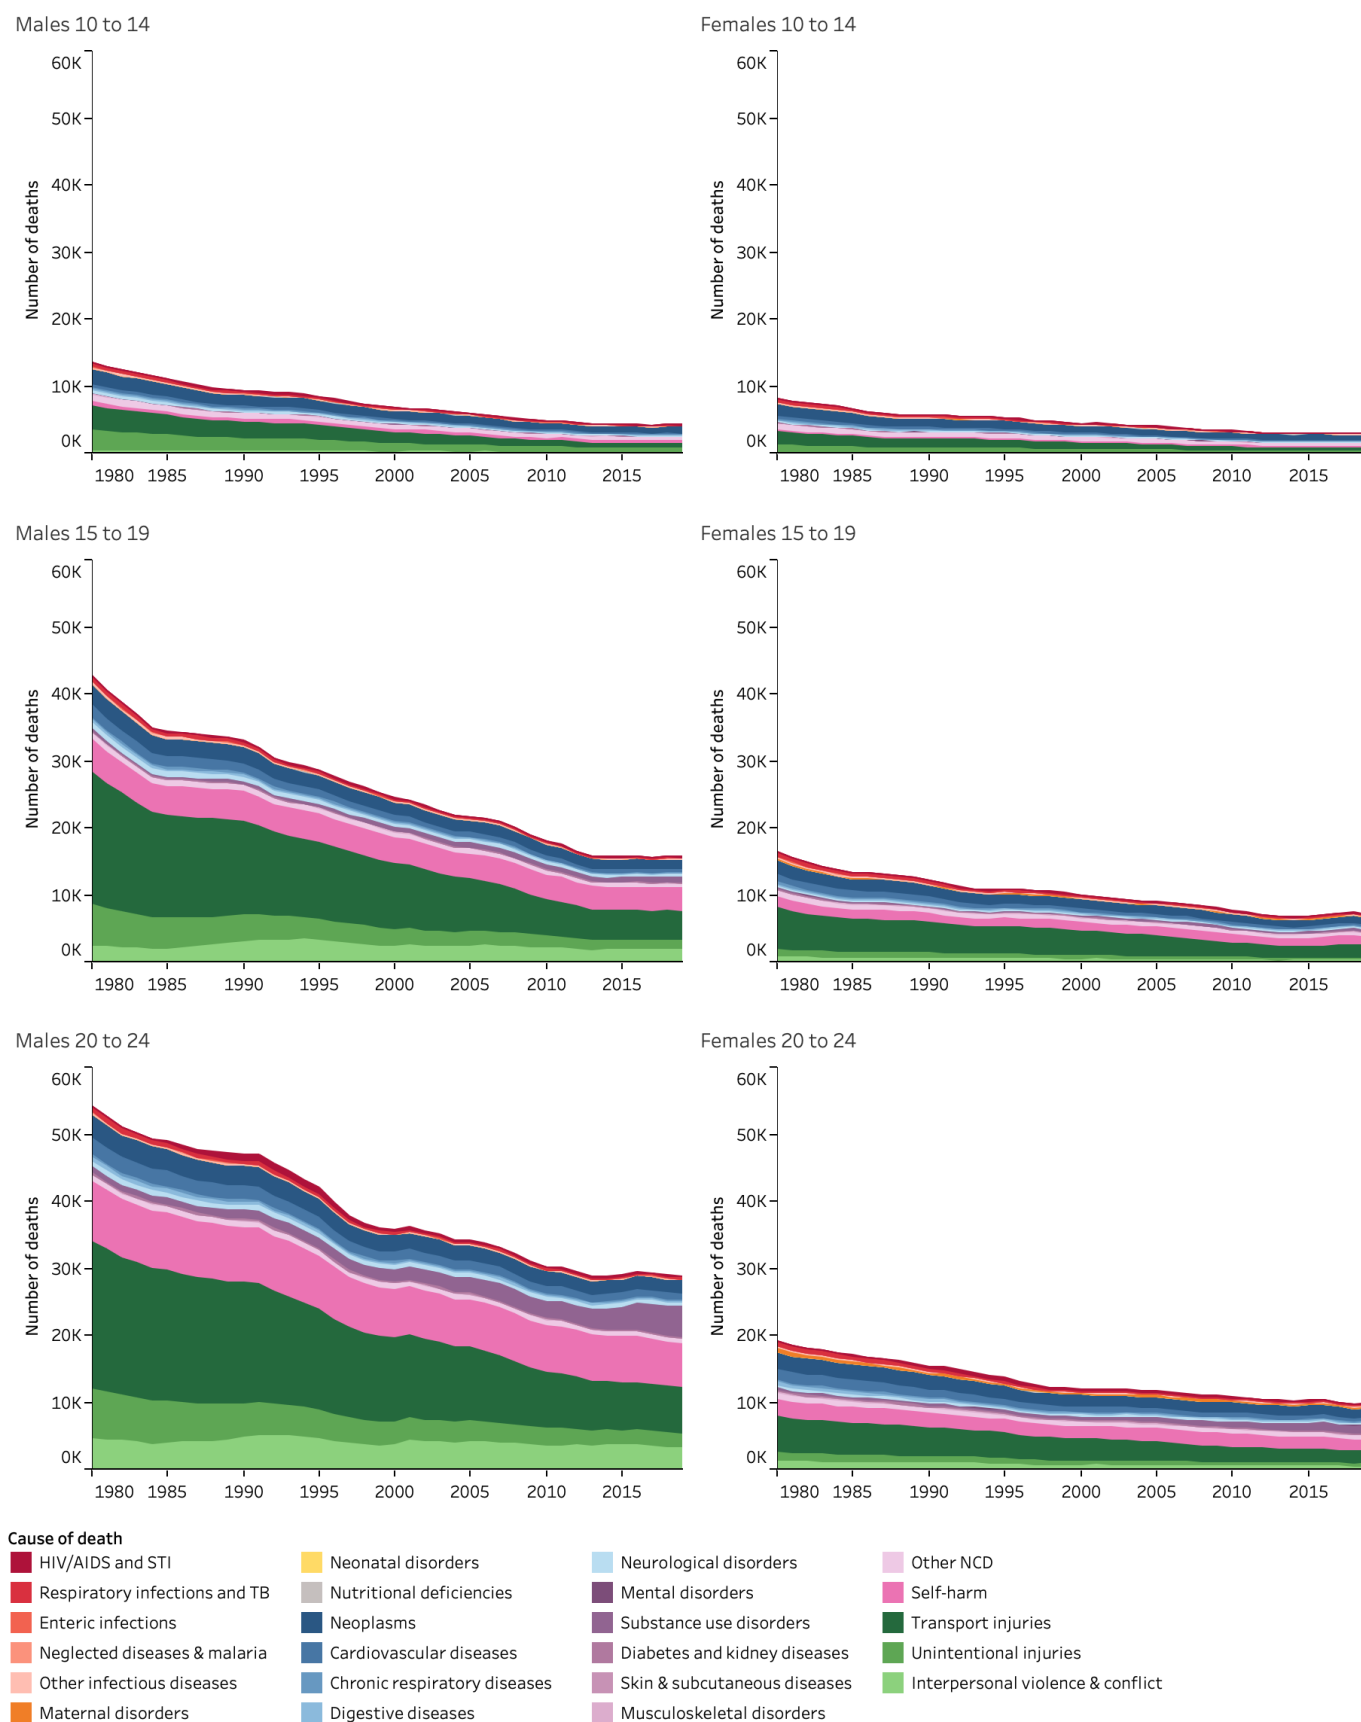 Males 10 to 14
Females 10 to 14
60K
50K
40K
30K
20K
10K
0K
Number of deaths
1980 1985 1990 1995 2000 2005 2010 2015
60K
50K
40K
30K
20K
10K
0K
Number of deaths
1980 1985 1990 1995 2000 2005 2010 2015
Males 15 to 19
Females 15 to 19
60K
50K
40K
30K
20K
10K
0K
Number of deaths
1980 1985 1990 1995 2000 2005 2010 2015
60K
50K
40K
30K
20K
10K
0K
Number of deaths
1980 1985 1990 1995 2000 2005 2010 2015
Males 20 to 24
Females 20 to 24
60K
50K
40K
30K
20K
10K
0K
Number of deaths
1980 1985 1990 1995 2000 2005 2010 2015
60K
50K
40K
30K
20K
10K
0K
Number of deaths
1980 1985 1990 1995 2000 2005 2010 2015
Cause of death
HIV/AIDS and STI
Respiratory infections and TB
Enteric infections
Neglected diseases & malaria
Other infectious diseases
Maternal disorders
Neonatal disorders
Nutritional deficiencies
Neoplasms
Cardiovascular diseases
Chronic respiratory diseases
Digestive diseases
Neurological disorders
Mental disorders
Substance use disorders
Diabetes and kidney diseases
Skin & subcutaneous diseases
Musculoskeletal disorders
Other NCD
Self-harm
Transport injuries
Unintentional injuries
Interpersonal violence & conflict